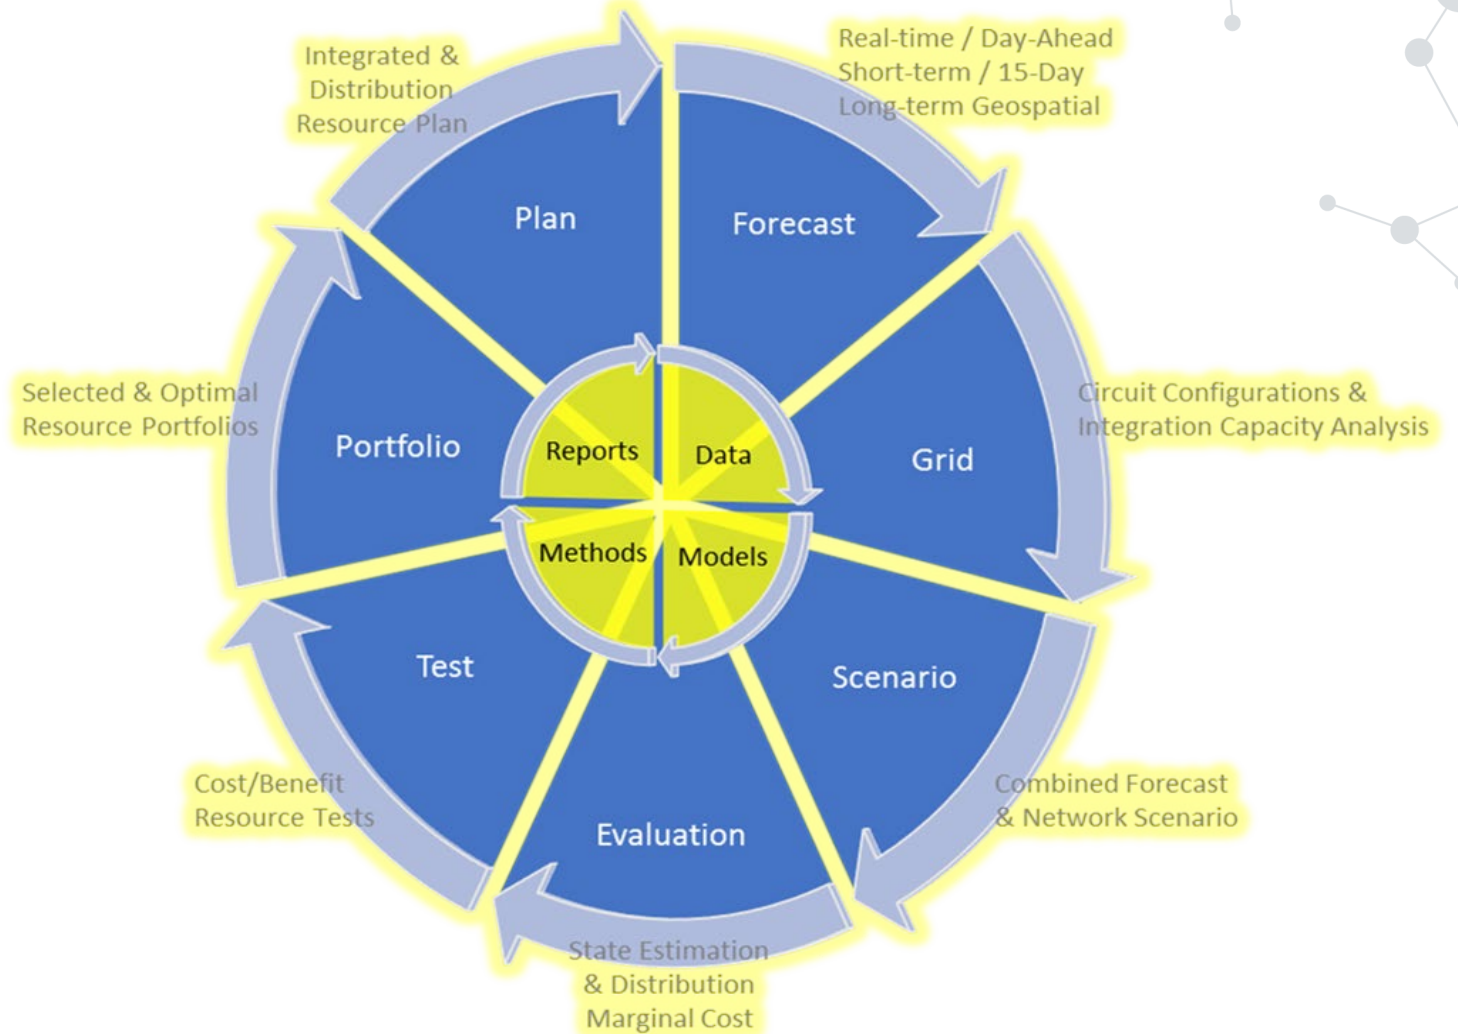 Integrated &
Distribution
Resource Plan
Real-time / Day-Ahead
Short-term / 15-Day
Long-term Geospatial
Plan
Forecast
Selected & Optimal
Resource Portfolios
Portfolio
Reports
Data
Grid
Circuit Configurations &
Integration Capacity Analysis
Methods
Models
Test
Scenario
Cost/Benefit
Resource Tests
Evaluation
Combined Forecast
& Network Scenario
State Estimation
& Distribution
Marginal Cost